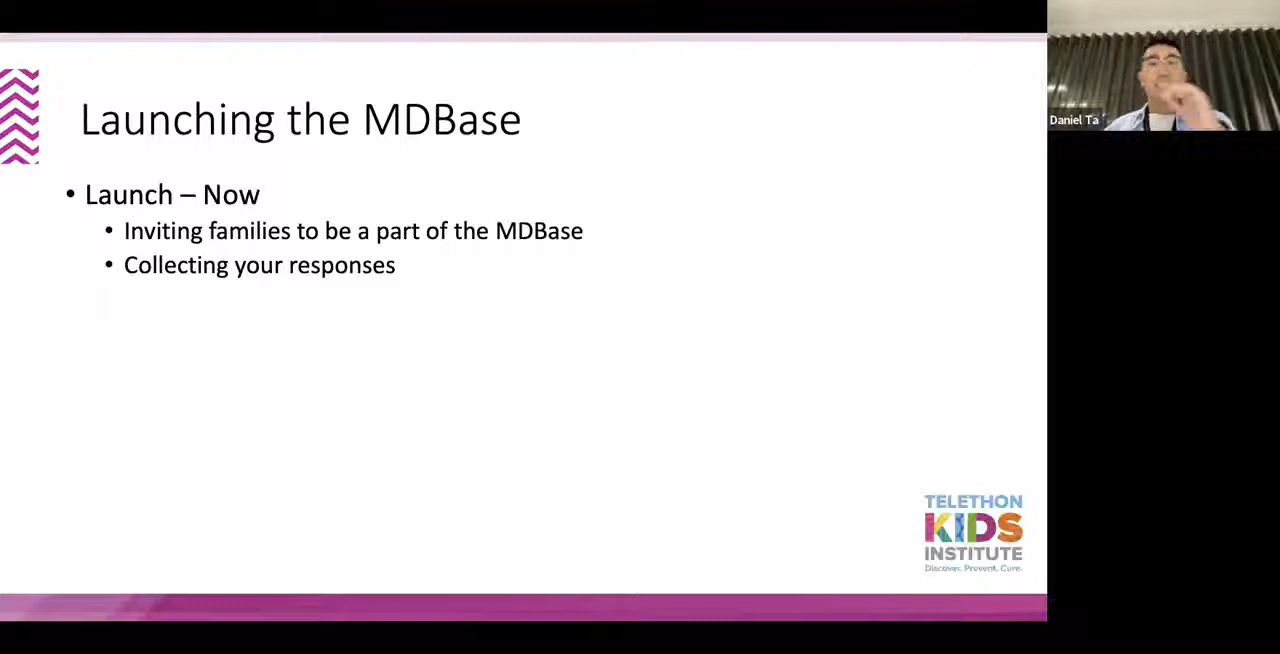 Launching the MDBase
• Launch – Now
• Inviting families to be a part of the MDBase
• Collecting your responses
TELETHON
KIDS
INSTITUTE
Discover. Prevent. Cure.
Daniel Ta